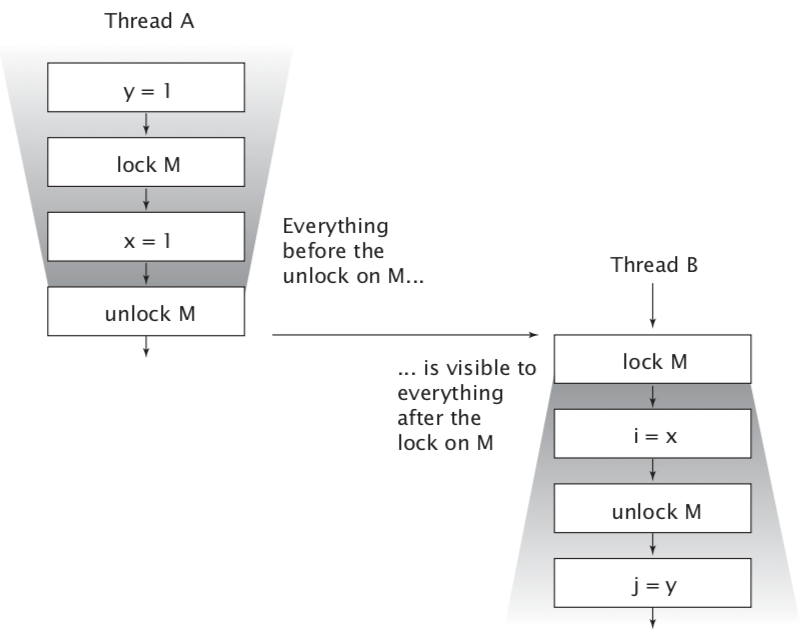 Thread A
y = 1
lock M
x = 1
unlock M
Everything
before the
unlock on M...
... is visible to
everything
after the
lock on M
Thread B
lock M
i = x
unlock M
j = y